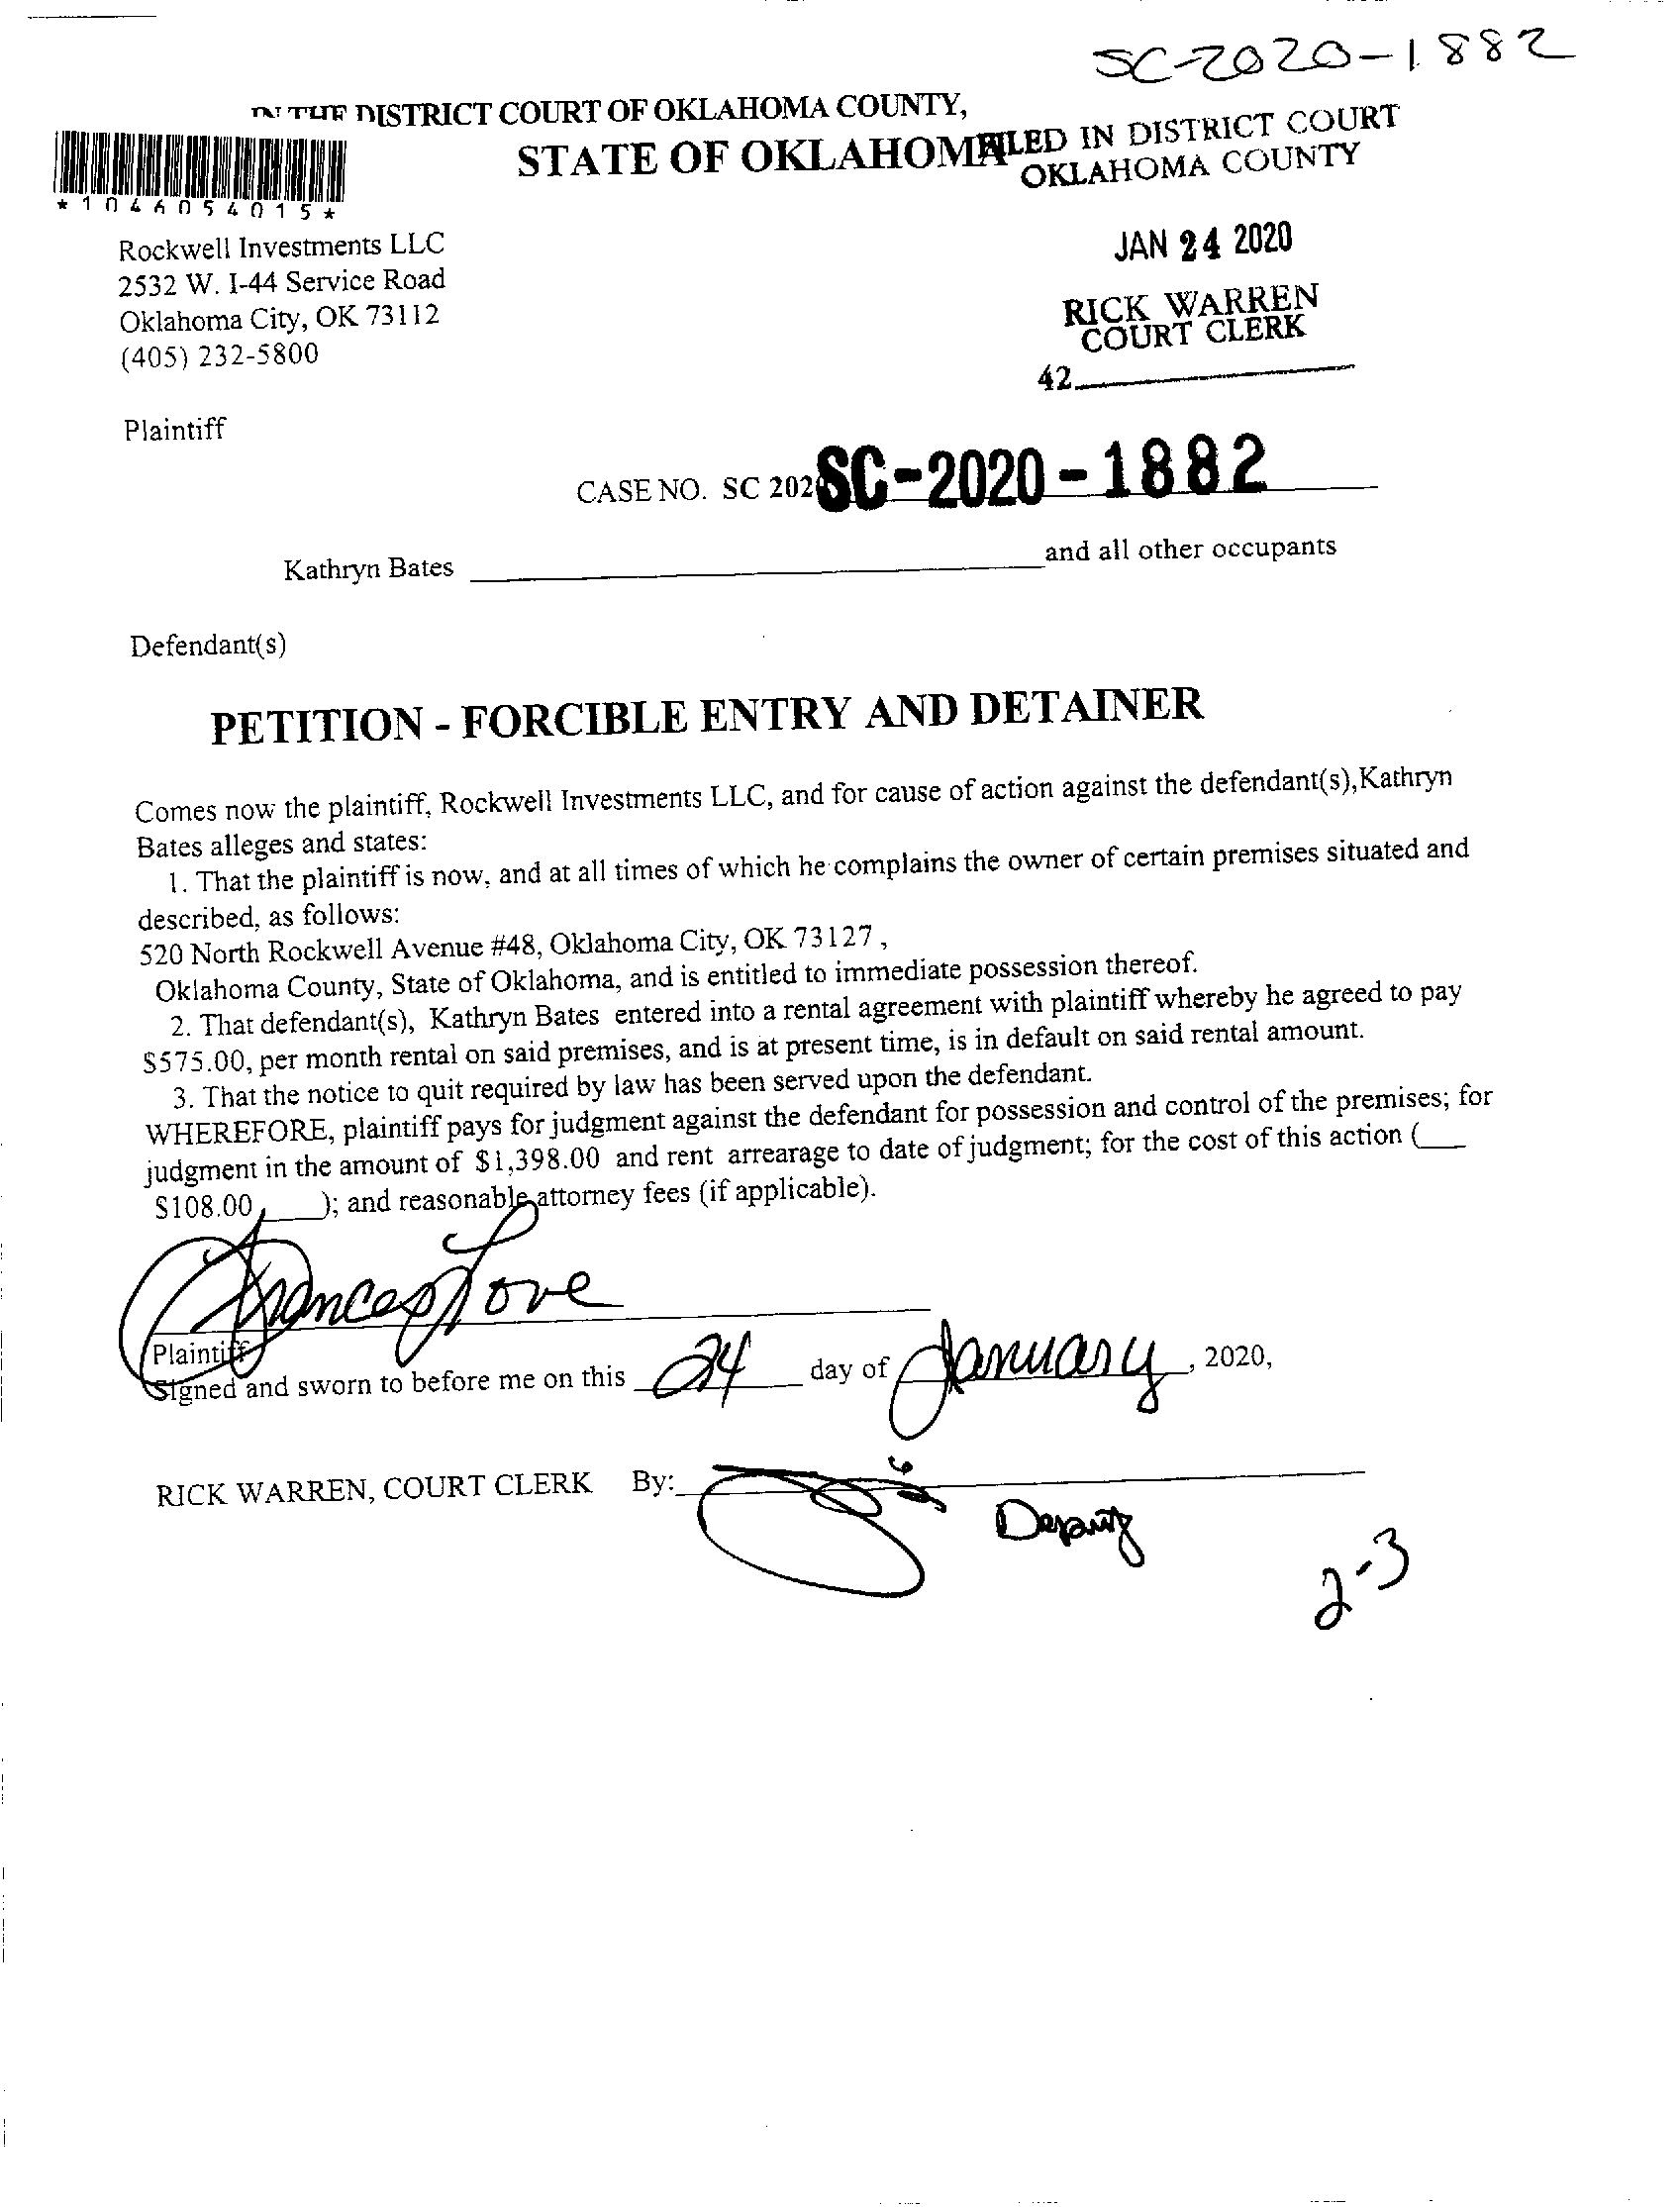 SC-2020-1882
IN THE DISTRICT COURT OF OKLAHOMA COUNTY,
STATE OF OKLAHOMA
FILED IN DISTRICT COURT
OKLAHOMA COUNTY
*1046054015*
Rockwell Investments LLC
2532 W. I-44 Service Road
Oklahoma City, OK 73112
(405) 232-5800
JAN 24 2020
RICK WARREN
COURT CLERK
42
Plaintiff
CASE NO. SC 202 SC-2020-1882
Kathryn Bates and all other occupants
Defendant(s)
PETITION - FORCIBLE ENTRY AND DETAINER
Comes now the plaintiff, Rockwell Investments LLC, and for cause of action against the defendant(s),Kathryn
Bates alleges and states:
1. That the plaintiff is now, and at all times of which he complains the owner of certain premises situated and
described, as follows:
520 North Rockwell Avenue #48, Oklahoma City, OK 73127 ,
Oklahoma County, State of Oklahoma, and is entitled to immediate possession thereof.
2. That defendant(s), Kathryn Bates entered into a rental agreement with plaintiff whereby he agreed to pay
$575.00, per month rental on said premises, and is at present time, is in default on said rental amount.
3. That the notice to quit required by law has been served upon the defendant.
WHEREFORE, plaintiff pays for judgment against the defendant for possession and control of the premises; for
judgment in the amount of $1,398.00 and rent arrearage to date of judgment; for the cost of this action (__
$108.00 ____); and reasonable attorney fees (if applicable).
Frances Love
Plaintiff
Signed and sworn to before me on this 24 day of January, 2020,
RICK WARREN, COURT CLERK By:
Deputy
2-3